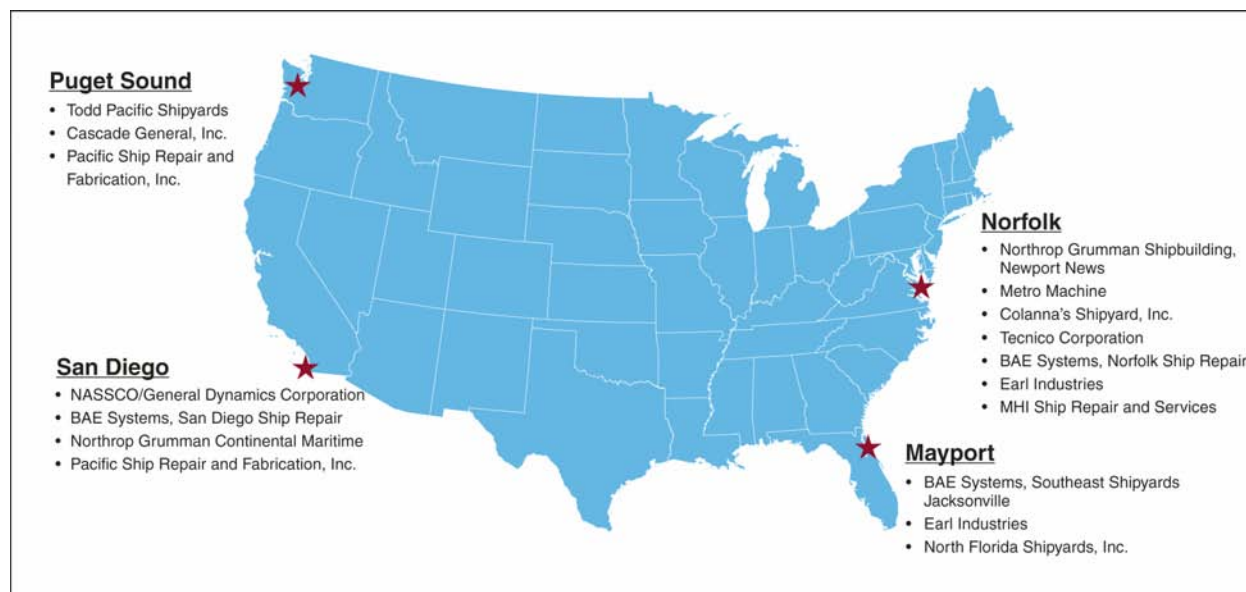 Puget Sound
• Todd Pacific Shipyards
• Cascade General, Inc.
• Pacific Ship Repair and
Fabrication, Inc.
San Diego
• NASSCO/General Dynamics Corporation
• BAE Systems, San Diego Ship Repair
• Northrop Grumman Continental Maritime
• Pacific Ship Repair and Fabrication, Inc.
Norfolk
• Northrop Grumman Shipbuilding,
Newport News
• Metro Machine
• Colanna's Shipyard, Inc.
• Tecnico Corporation
• BAE Systems, Norfolk Ship Repair
• Earl Industries
• MHI Ship Repair and Services
Mayport
• BAE Systems, Southeast Shipyards
Jacksonville
• Earl Industries
• North Florida Shipyards, Inc.